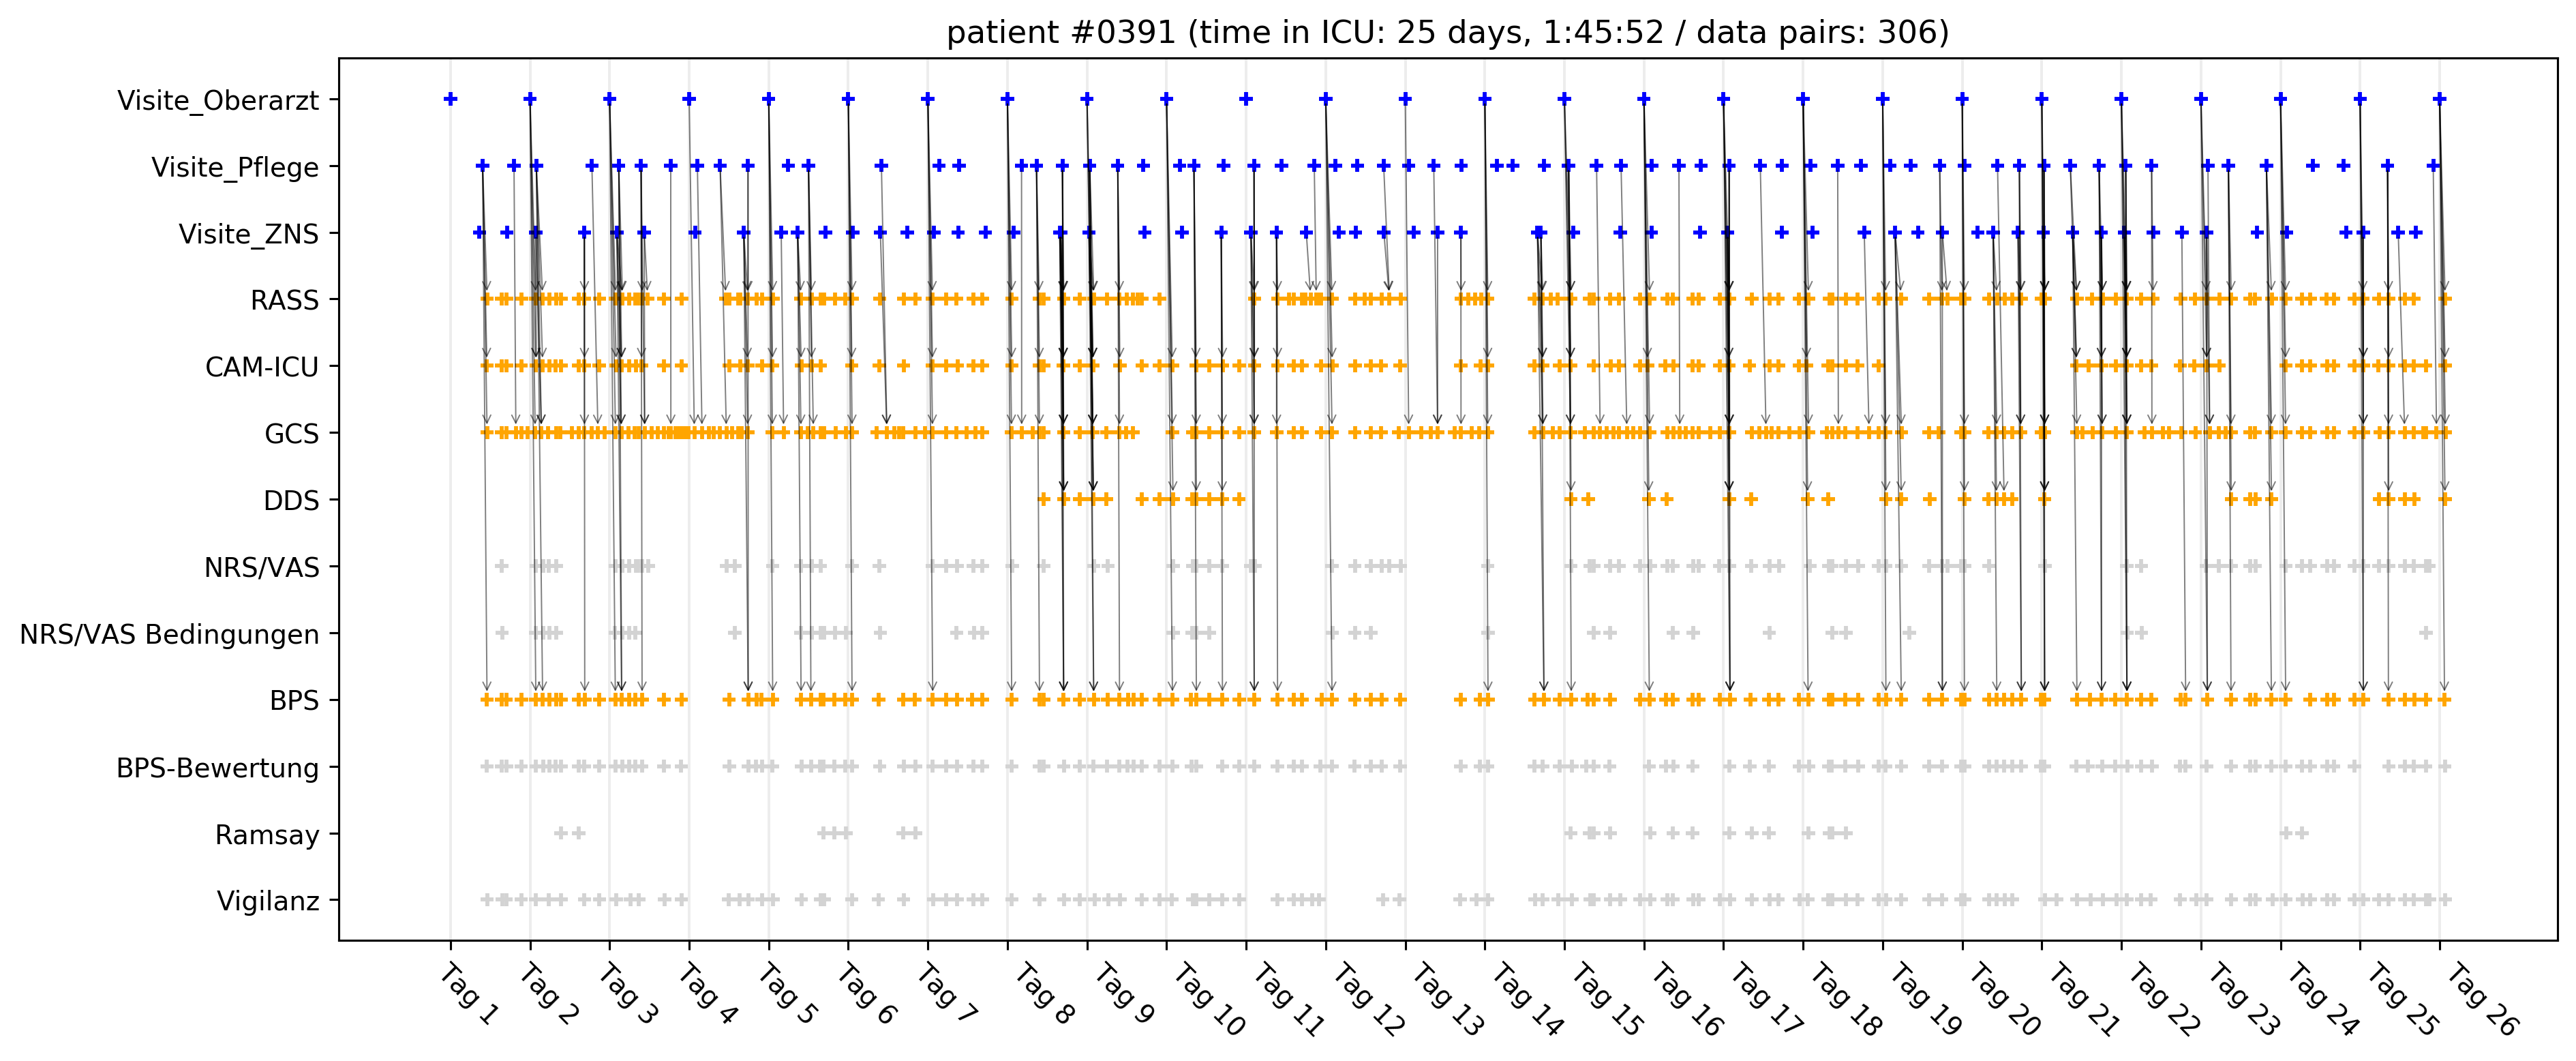 patient #0391 (time in ICU: 25 days, 1:45:52 / data pairs: 306)
Visite_Oberarzt
Visite_Pflege
Visite_ZNS
RASS
CAM-ICU
GCS
DDS
NRS/VAS
NRS/VAS Bedingungen
BPS
BPS-Bewertung
Ramsay
Vigilanz
Tag 1
Tag 2
Tag 3
Tag 4
Tag 5
Tag 6
Tag 7
Tag 8
Tag 9
Tag 10
Tag 11
Tag 12
Tag 13
Tag 14
Tag 15
Tag 16
Tag 17
Tag 18
Tag 19
Tag 20
Tag 21
Tag 22
Tag 23
Tag 24
Tag 25
Tag 26